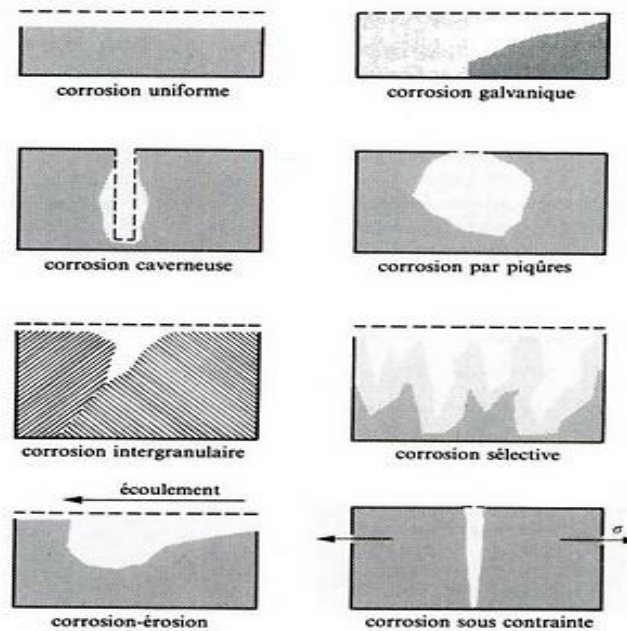 corrosion uniforme
corrosion galvanique
corrosion caverneuse
corrosion par piqûres
corrosion intergranulaire
corrosion sélective
écoulement
σ
corrosion-érosion
corrosion sous contrainte